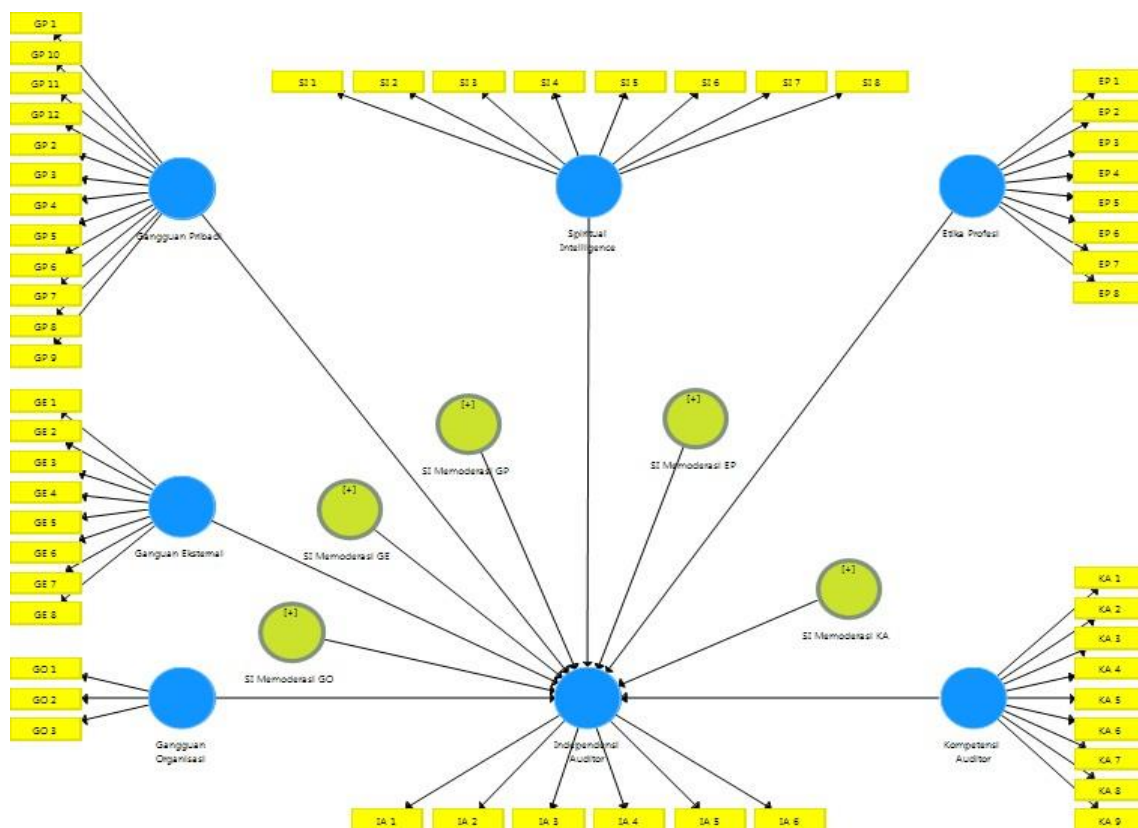 GP 1
GP 10
GP 11
GP 12
GP 2
GP 3
GP 4
GP 5
GP 6
GP 7
GP 8
GP 9
Gangguan Pribadi
SI 1
SI 2
SI 3
SI 4
SI 5
SI 6
SI 7
SI 8
Spiritual
Intelligence
EP 1
EP 2
EP 3
EP 4
EP 5
EP 6
EP 7
EP 8
Etika Profesi
GE 1
GE 2
GE 3
GE 4
GE 5
GE 6
GE 7
GE 8
Ganguan Eksternal
[+]
SI Memoderasi GP
[+]
SI Memoderasi EP
[+]
SI Memoderasi GE
[+]
SI Memoderasi KA
[+]
SI Memoderasi GO
GO 1
GO 2
GO 3
Gangguan
Organisasi
Independensi
Auditor
IA 1
IA 2
IA 3
IA 4
IA 5
IA 6
Kompetensi
Auditor
KA 1
KA 2
KA 3
KA 4
KA 5
KA 6
KA 7
KA 8
KA 9